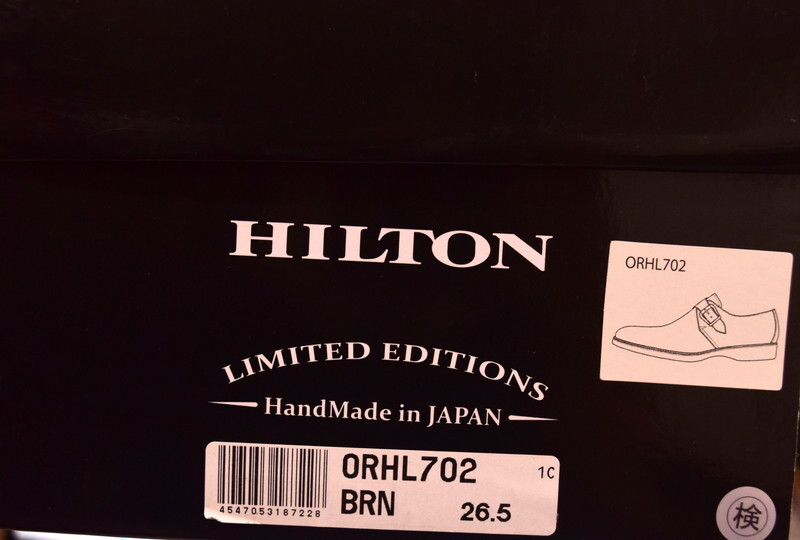 HILTON
ORHL702
LIMITED EDITIONS
HandMade in JAPAN
ORHL702 1C
BRN 26.5
4547053187228
検